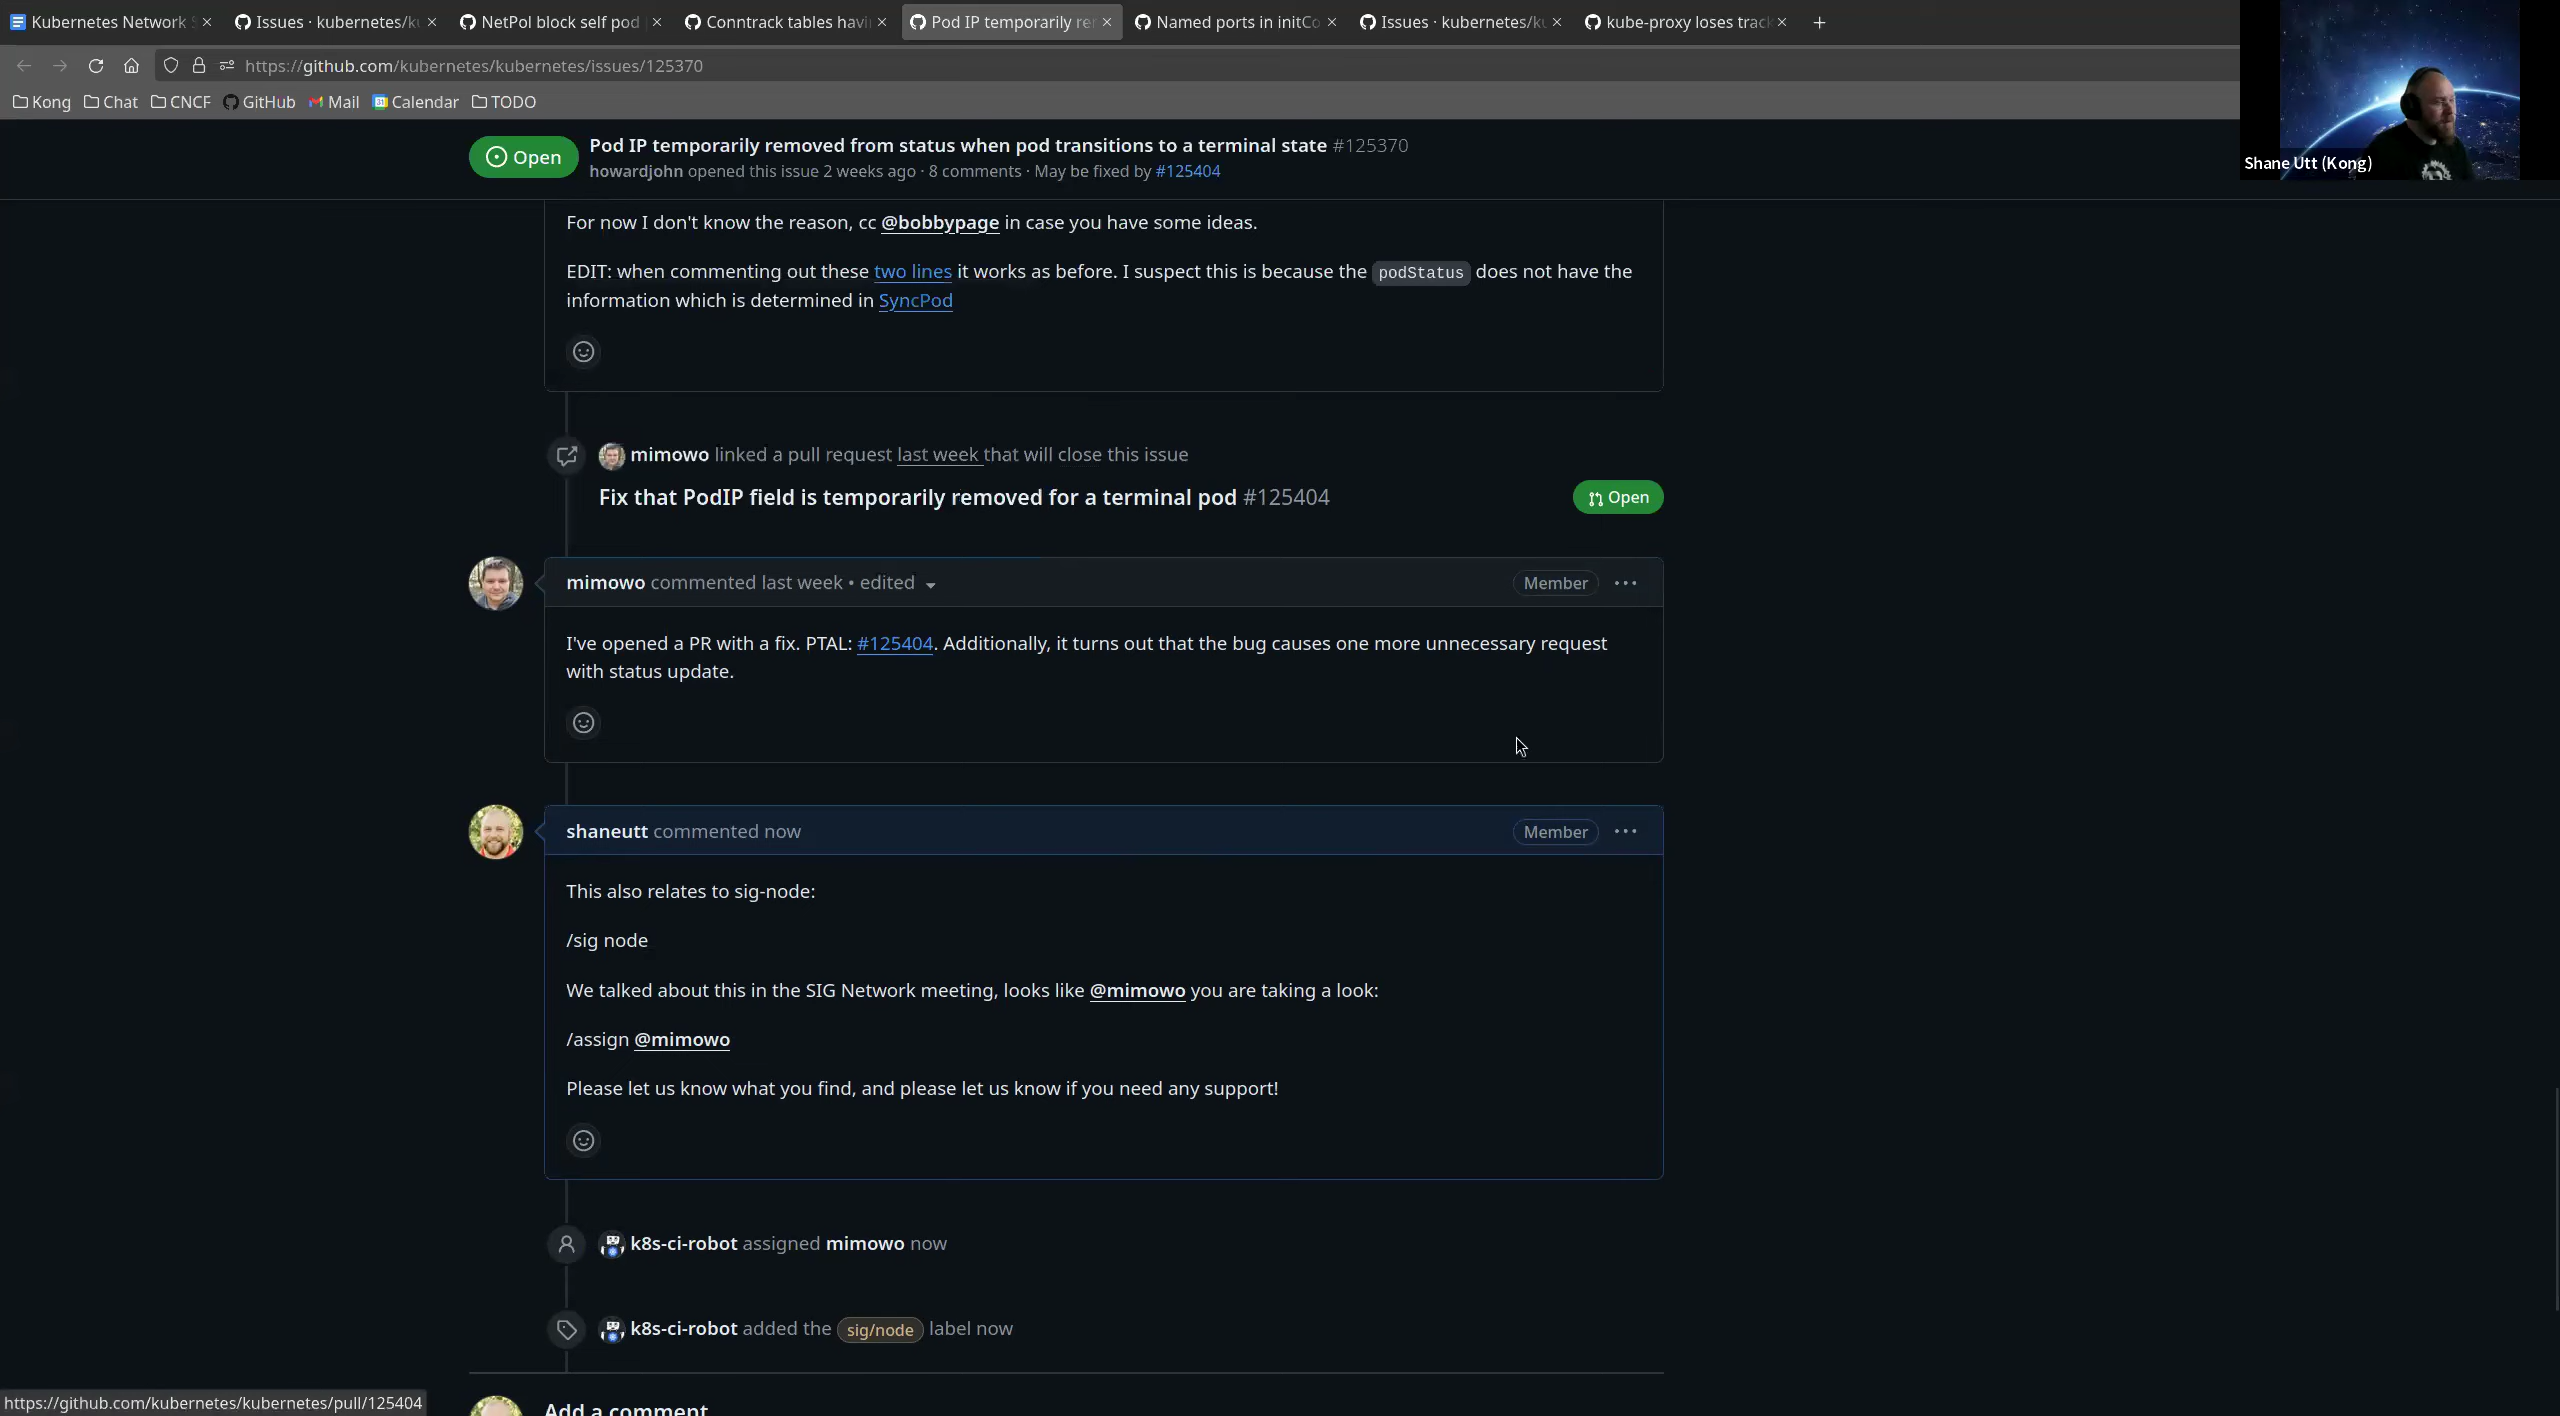 Kubernetes Network S
Issues · kubernetes/ku
NetPol block self pod
Conntrack tables havi
Pod IP temporarily re
Named ports in initCo
Issues · kubernetes/ku
kube-proxy loses track
https://github.com/kubernetes/kubernetes/issues/125370
Kong Chat CNCF GitHub Mail Calendar TODO
Shane Utt (Kong)
Open
Pod IP temporarily removed from status when pod transitions to a terminal state #125370
howardjohn opened this issue 2 weeks ago · 8 comments · May be fixed by #125404
For now I don't know the reason, cc @bobbypage in case you have some ideas.
EDIT: when commenting out these two lines it works as before. I suspect this is because the podStatus does not have the
information which is determined in SyncPod
mimowo linked a pull request last week that will close this issue
Fix that PodIP field is temporarily removed for a terminal pod #125404
Open
mimowo commented last week • edited
Member
I've opened a PR with a fix. PTAL: #125404. Additionally, it turns out that the bug causes one more unnecessary request
with status update.
shaneutt commented now
Member
This also relates to sig-node:
/sig node
We talked about this in the SIG Network meeting, looks like @mimowo you are taking a look:
/assign @mimowo
Please let us know what you find, and please let us know if you need any support!
k8s-ci-robot assigned mimowo now
k8s-ci-robot added the sig/node label now
Add a comment
https://github.com/kubernetes/kubernetes/pull/125404